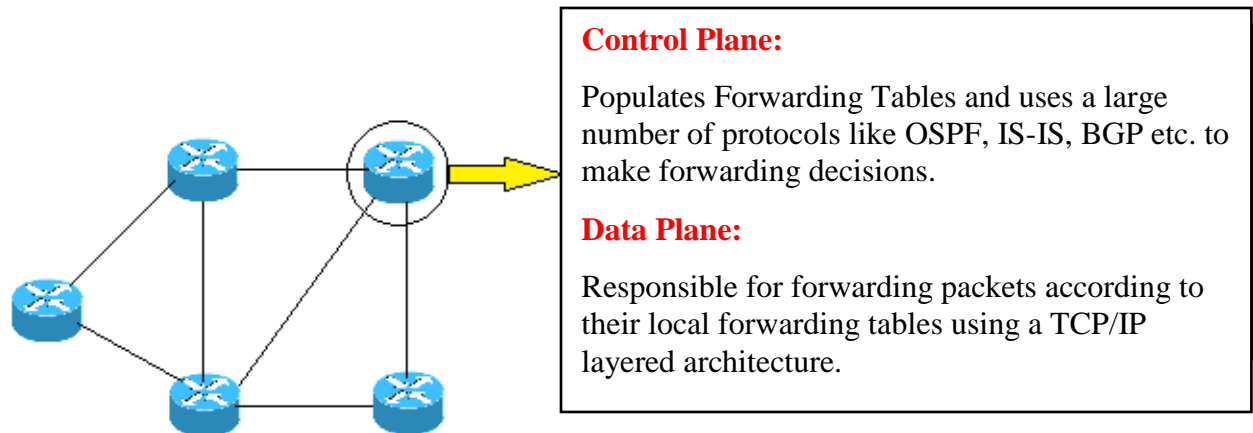 Control Plane:
Populates Forwarding Tables and uses a large
number of protocols like OSPF, IS-IS, BGP etc. to
make forwarding decisions.
Data Plane:
Responsible for forwarding packets according to
their local forwarding tables using a TCP/IP
layered architecture.